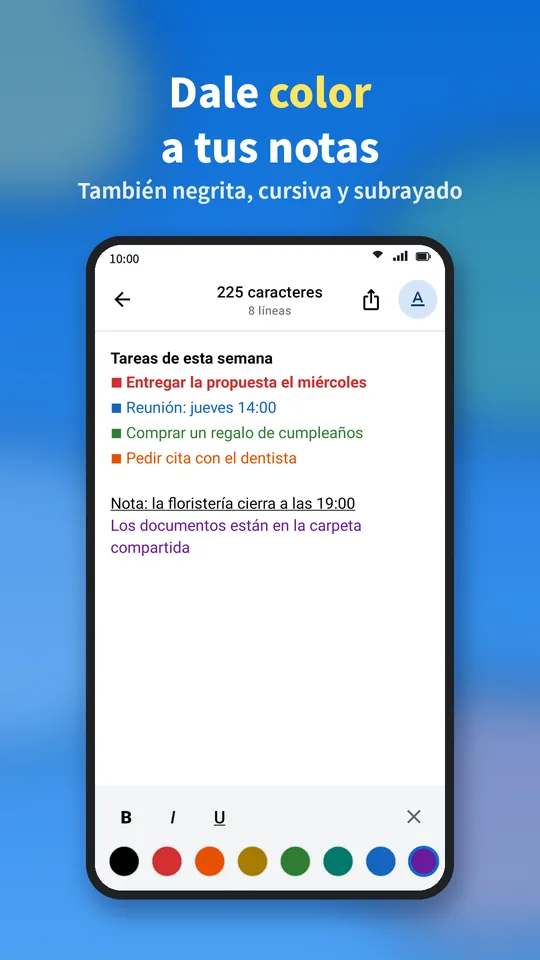 Dale color
a tus notas
También negrita, cursiva y subrayado
10:00
225 caracteres
8 líneas
A
Tareas de esta semana
■ Entregar la propuesta el miércoles
■ Reunión: jueves 14:00
■ Comprar un regalo de cumpleaños
■ Pedir cita con el dentista
Nota: la floristería cierra a las 19:00
Los documentos están en la carpeta
compartida
B I U